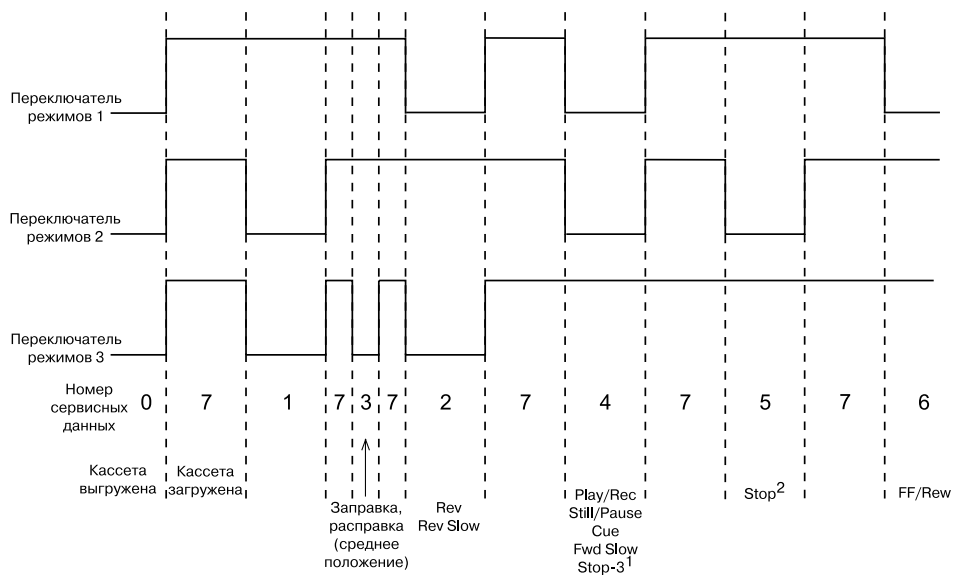 Переключатель
режимов 1
Переключатель
режимов 2
Переключатель
режимов 3
Номер
сервисных
данных
0 7 1 7 3 7 2 7 4 7 5 7 6
Кассета
выгружена
Кассета
загружена
Заправка,
расправка
(среднее
положение)
Rev
Rev Slow
Play/Rec
Still/Pause
Cue
Fwd Slow
Stop-3¹
Stop²
FF/Rew